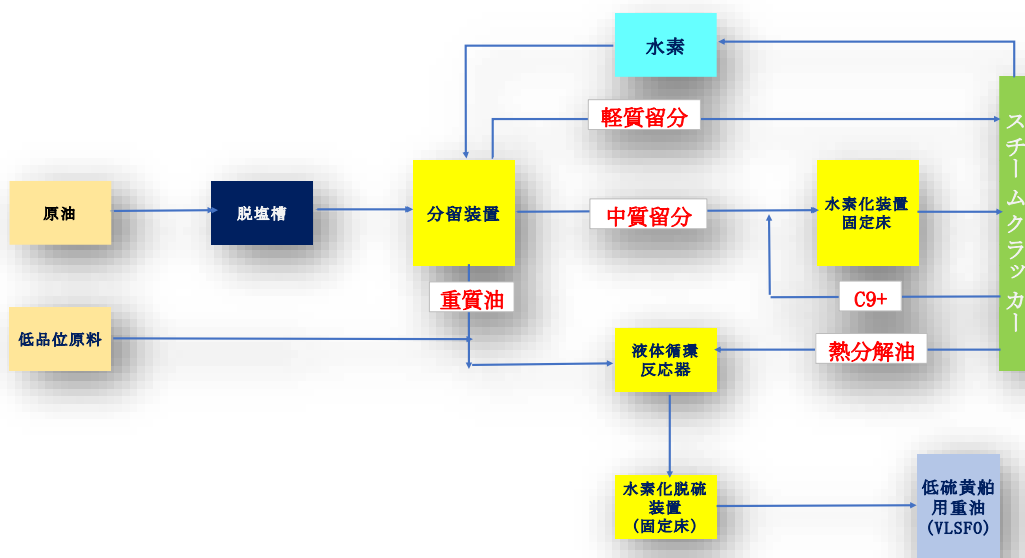 水素
軽質留分
原油
脱塩槽
分留装置
中質留分
水素化装置
固定床
スチームクラッカー
重質油
C9+
低品位原料
液体循環
反応器
熱分解油
水素化脱硫
装置
(固定床)
低硫黄舶
用重油
(VLSFO)